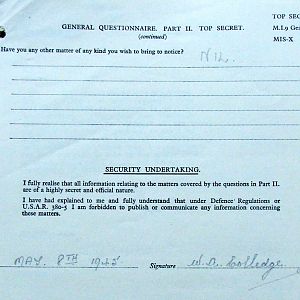 TOP SEC
GENERAL QUESTIONNAIRE. PART II. TOP SECRET.
M.I.9 Ge
(continued)
MIS-X
Have you any other matter of any kind you wish to bring to notice?
NIL.
SECURITY UNDERTAKING.
I fully realise that all information relating to the matters covered by the questions in Part II.
are of a highly secret and official nature.
I have had explained to me and fully understand that under Defence Regulations or
U.S.A.R. 380-5 I am forbidden to publish or communicate any information concerning
these matters.
MAY. 8TH 1945
Signature